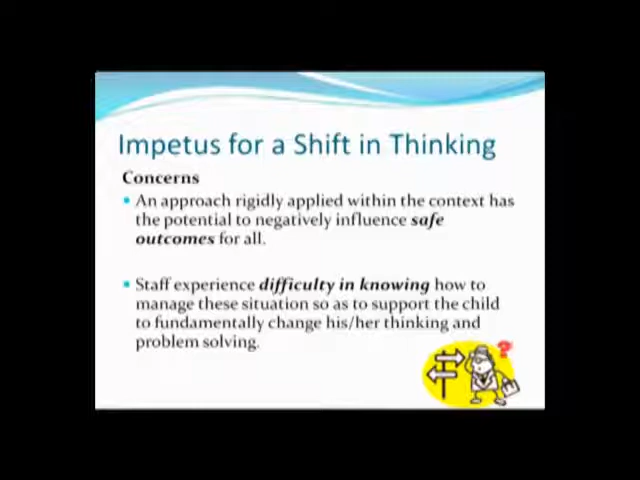 Impetus for a Shift in Thinking
Concerns
• An approach rigidly applied within the context has
the potential to negatively influence safe
outcomes for all.
• Staff experience difficulty in knowing how to
manage these situation so as to support the child
to fundamentally change his/her thinking and
problem solving.
?